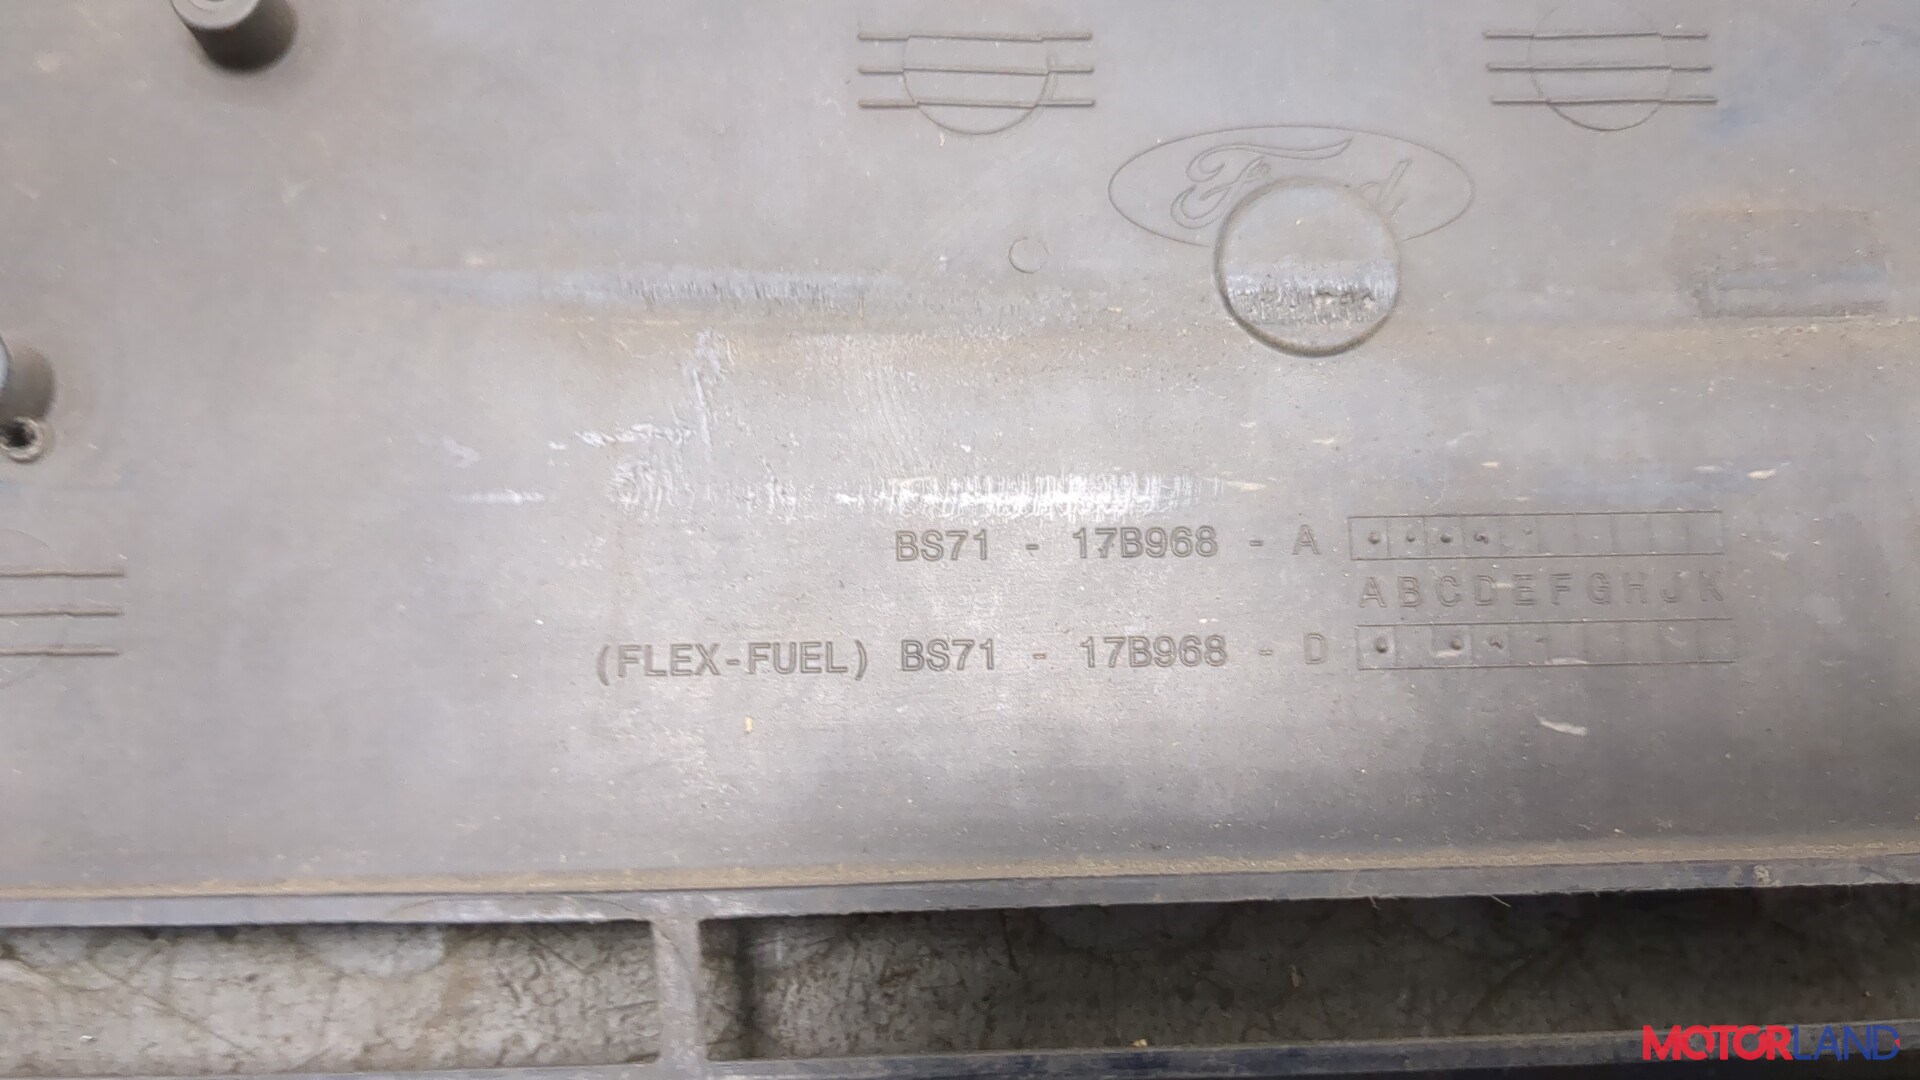 Ford
BS71 - 17B968 - A
ABCDEFGHJK
(FLEX-FUEL) BS71 - 17B968 - D
MOTORLAND